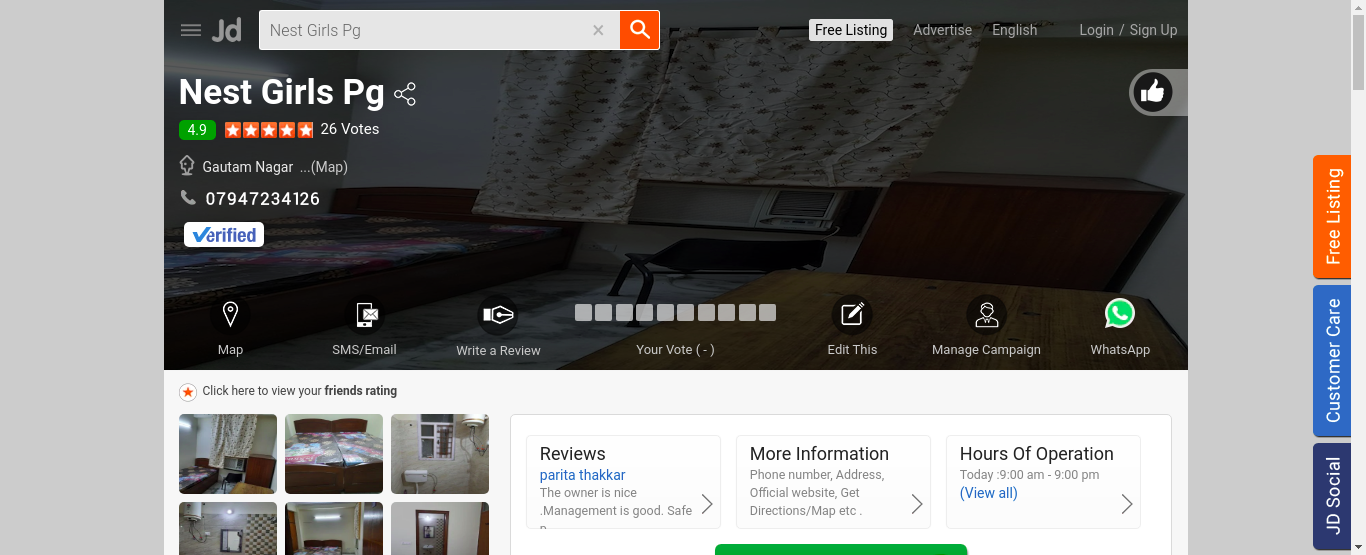 Jd
Nest Girls Pg
Free Listing
Advertise
English
Login / Sign Up
Nest Girls Pg
4.9
26 Votes
Gautam Nagar ...(Map)
07947234126
Verified
Map
SMS/Email
Write a Review
Your Vote ( - )
Edit This
Manage Campaign
WhatsApp
Click here to view your friends rating
Reviews
parita thakkar
The owner is nice
.Management is good. Safe
More Information
Phone number, Address,
Official website, Get
Directions/Map etc .
Hours Of Operation
Today :9:00 am - 9:00 pm
(View all)
Free Listing
Customer Care
JD Social